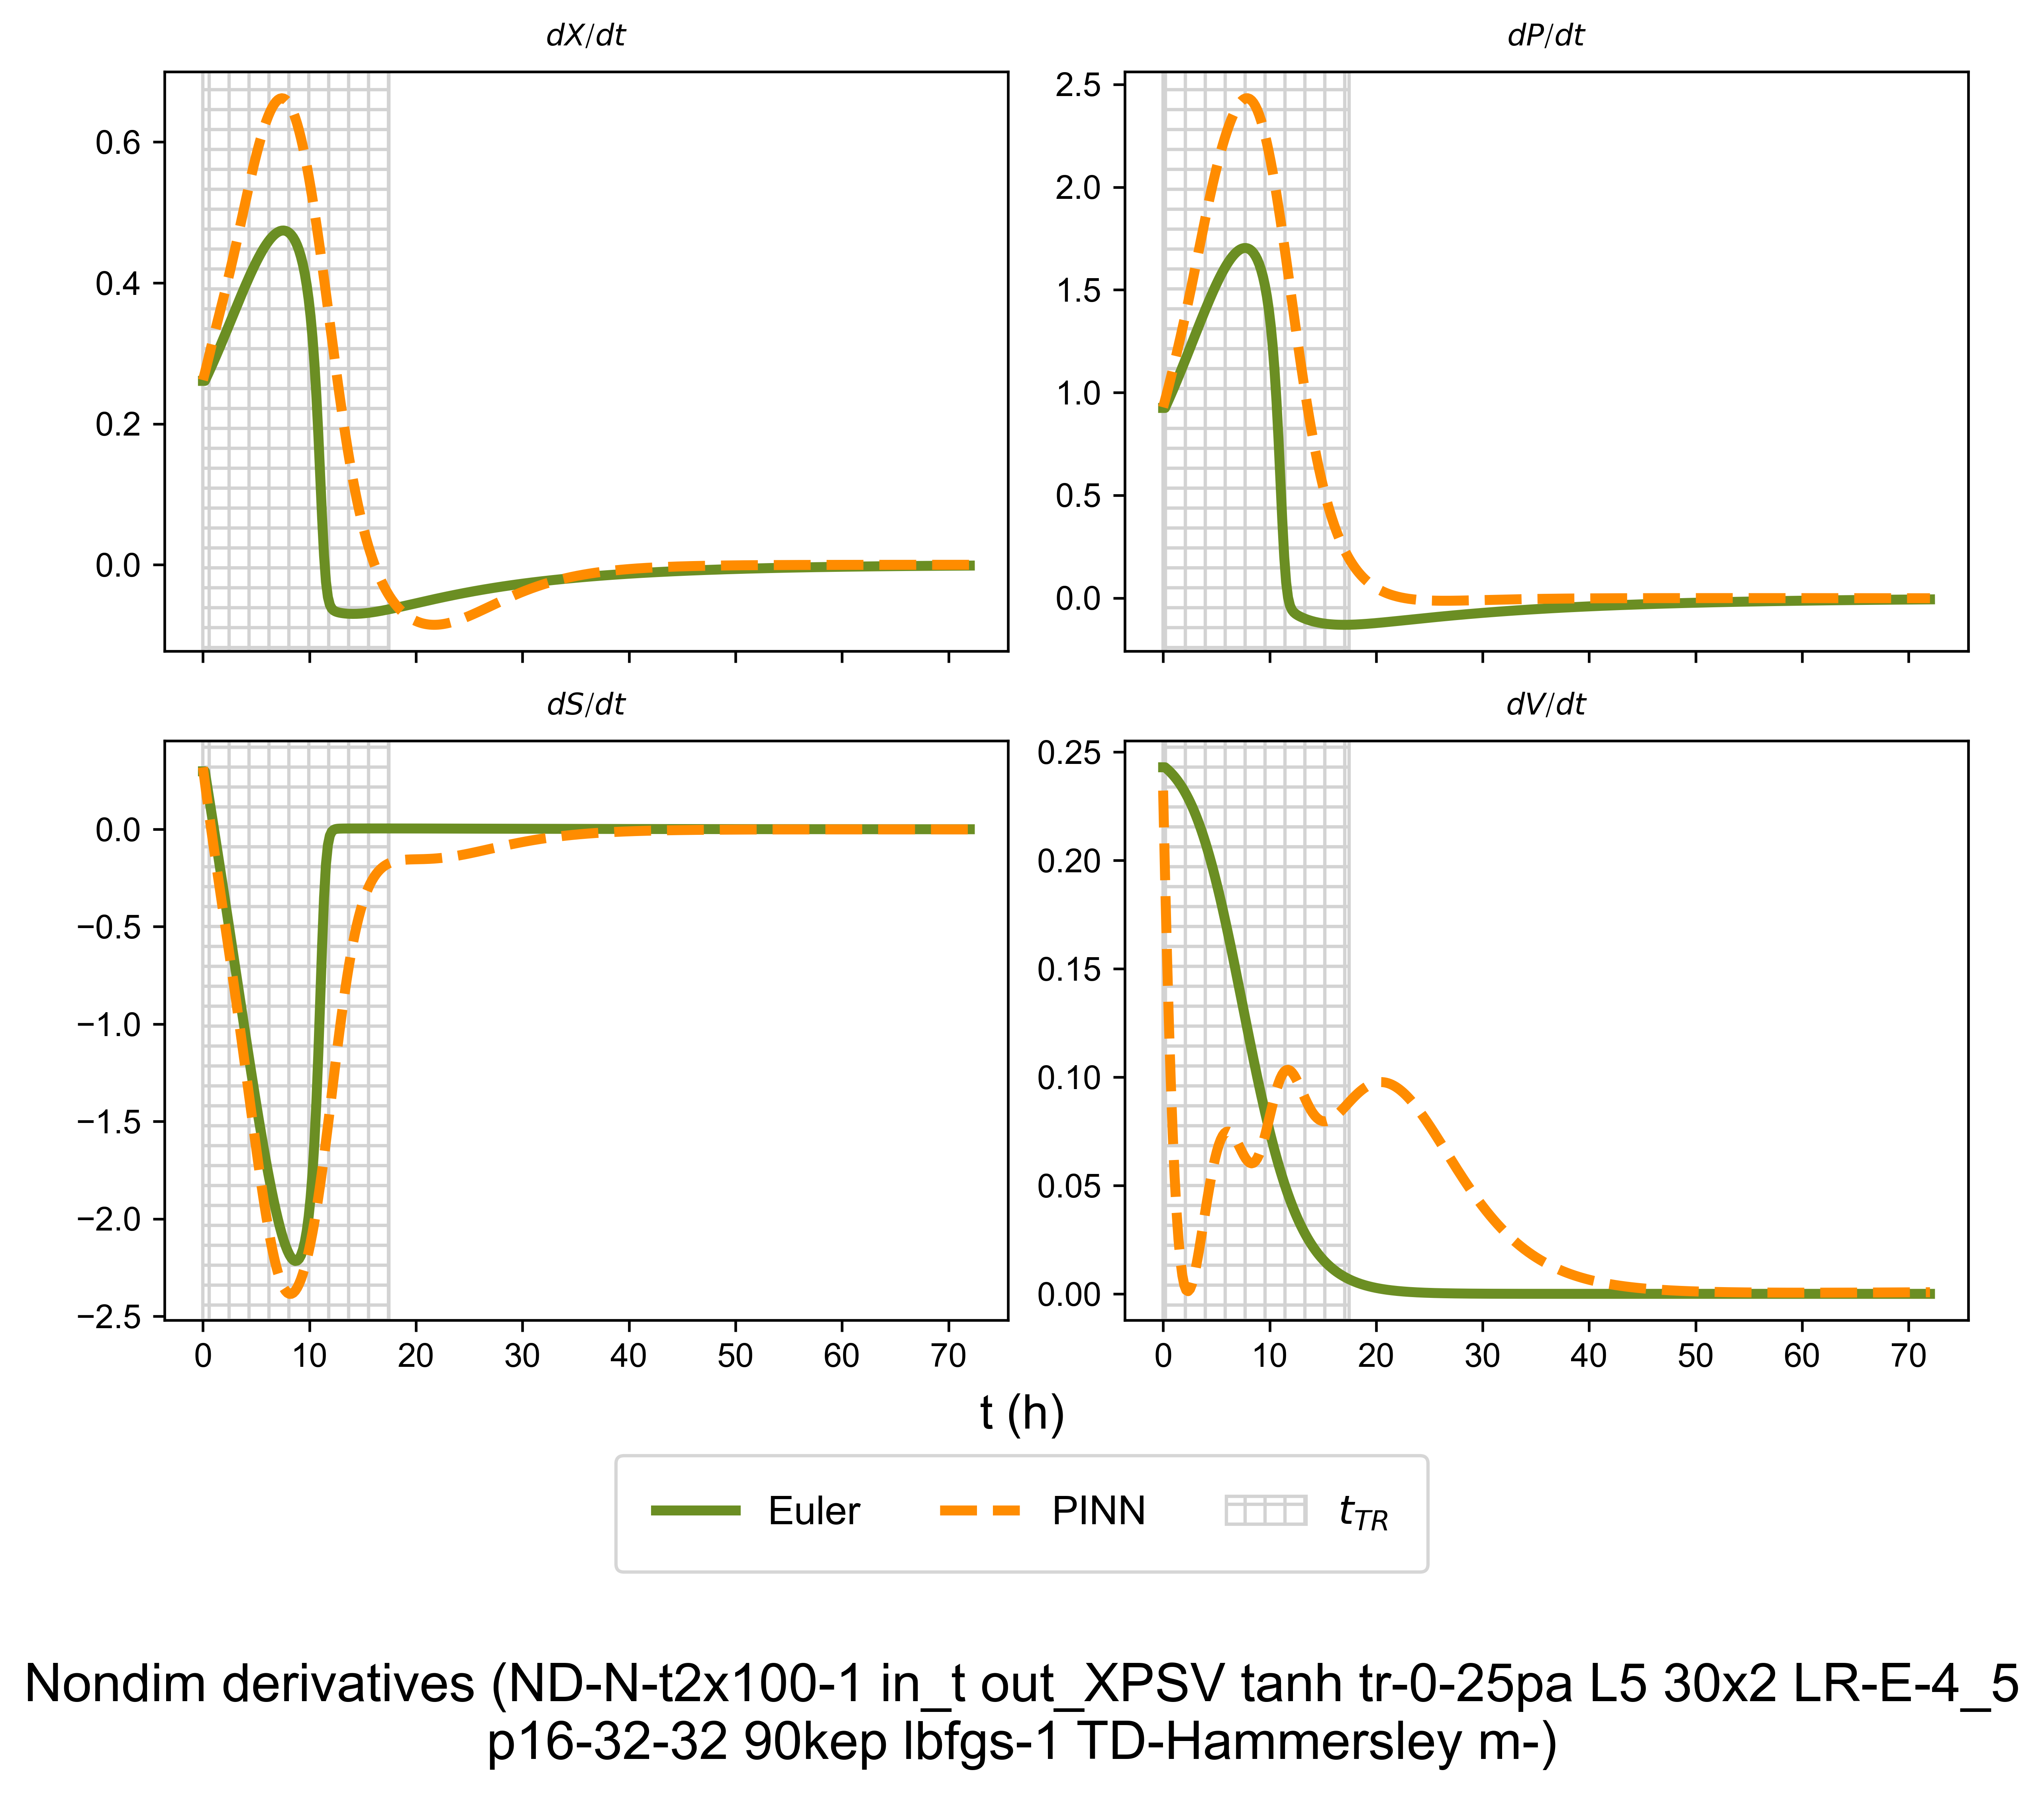 dX/dt
dP/dt
0.6
0.4
0.2
0.0
2.5
2.0
1.5
1.0
0.5
0.0
dS/dt
dV/dt
0.0
−0.5
−1.0
−1.5
−2.0
−2.5
0.25
0.20
0.15
0.10
0.05
0.00
0 10 20 30 40 50 60 70
0 10 20 30 40 50 60 70
t (h)
Euler PINN t_TR
Nondim derivatives (ND-N-t2x100-1 in_t out_XPSV tanh tr-0-25pa L5 30x2 LR-E-4_5
p16-32-32 90kep lbfgs-1 TD-Hammersley m-)